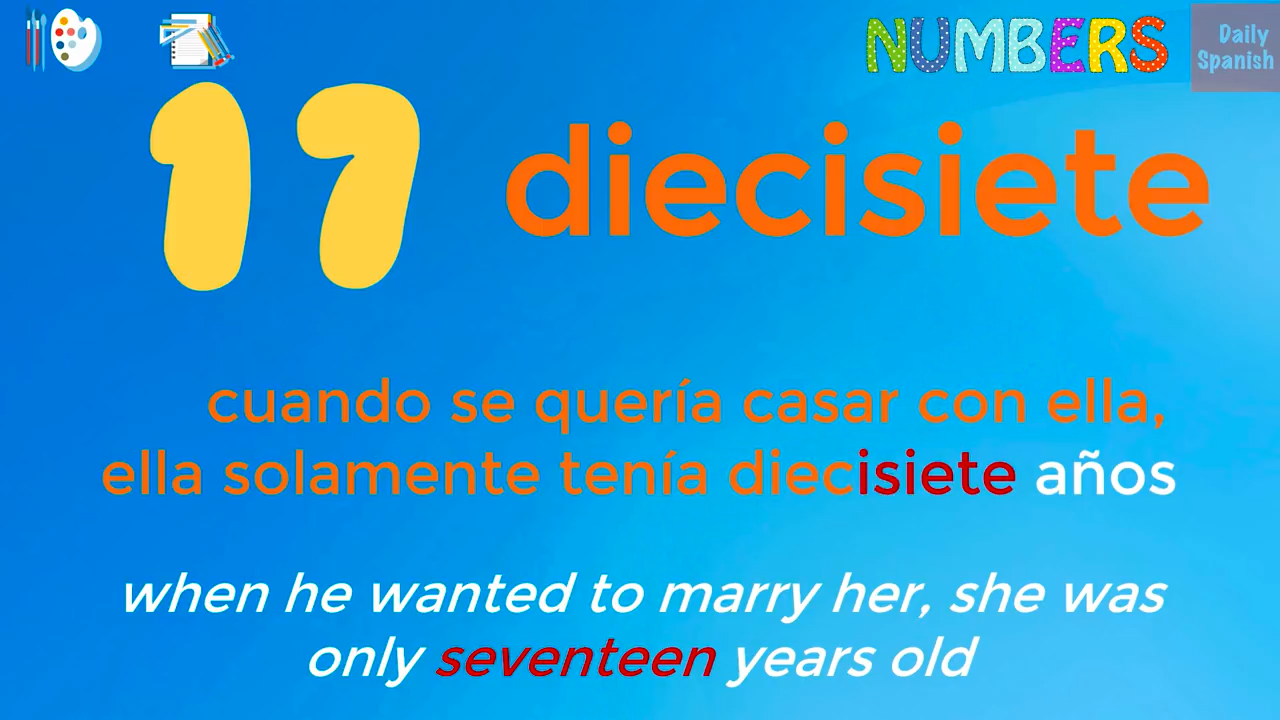 NUMBERS
Daily
Spanish
17
diecisiete
cuando se quería casar con ella,
ella solamente tenía diecisiete años
when he wanted to marry her, she was
only seventeen years old